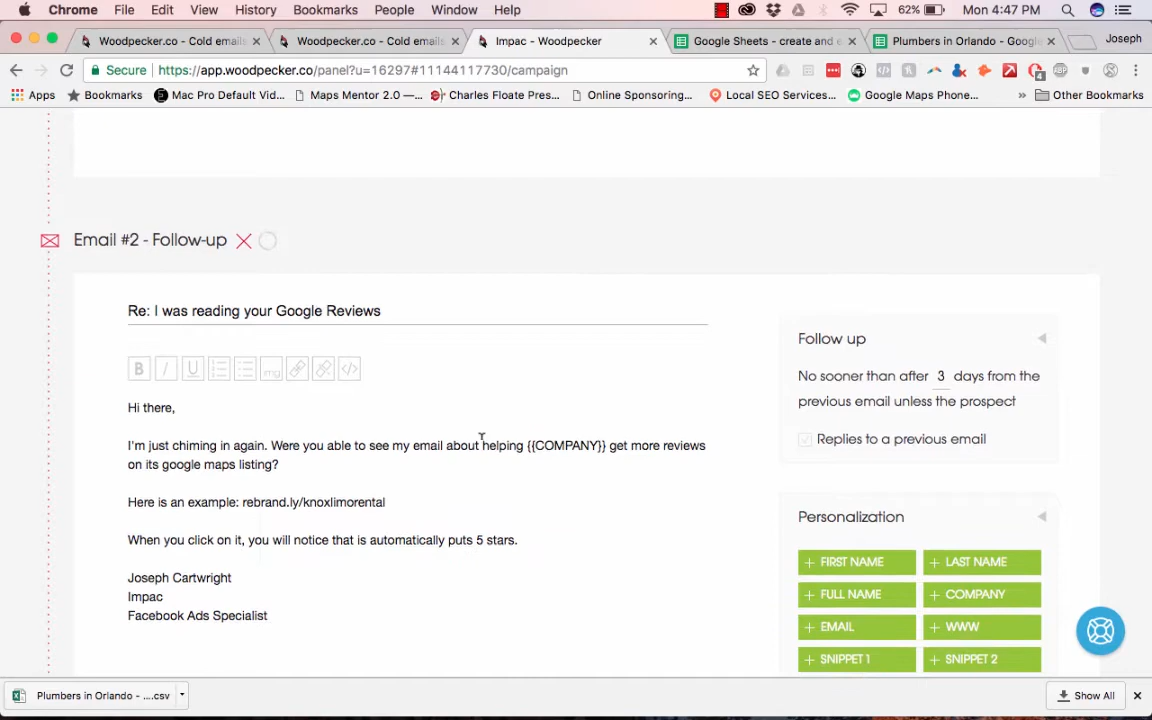 Chrome File Edit View History Bookmarks People Window Help 62% Mon 4:47 PM
Woodpecker.co - Cold emails
Woodpecker.co - Cold emails
Impac - Woodpecker
Google Sheets - create and e
Plumbers in Orlando - Google
Joseph
Secure https://app.woodpecker.co/panel?u=16297#11144117730/campaign
Apps Bookmarks Mac Pro Default Vid... Maps Mentor 2.0 —... Charles Floate Pres... Online Sponsoring... Local SEO Services... Google Maps Phone... » Other Bookmarks
Email #2 - Follow-up
Re: I was reading your Google Reviews
B I U img </>
Hi there,
I'm just chiming in again. Were you able to see my email about helping {{COMPANY}} get more reviews
on its google maps listing?
Here is an example: rebrand.ly/knoxlimorental
When you click on it, you will notice that is automatically puts 5 stars.
Joseph Cartwright
Impac
Facebook Ads Specialist
Follow up
No sooner than after 3 days from the
previous email unless the prospect
Replies to a previous email
Personalization
+ FIRST NAME + LAST NAME
+ FULL NAME + COMPANY
+ EMAIL + WWW
+ SNIPPET 1 + SNIPPET 2
Plumbers in Orlando - ....csv
Show All